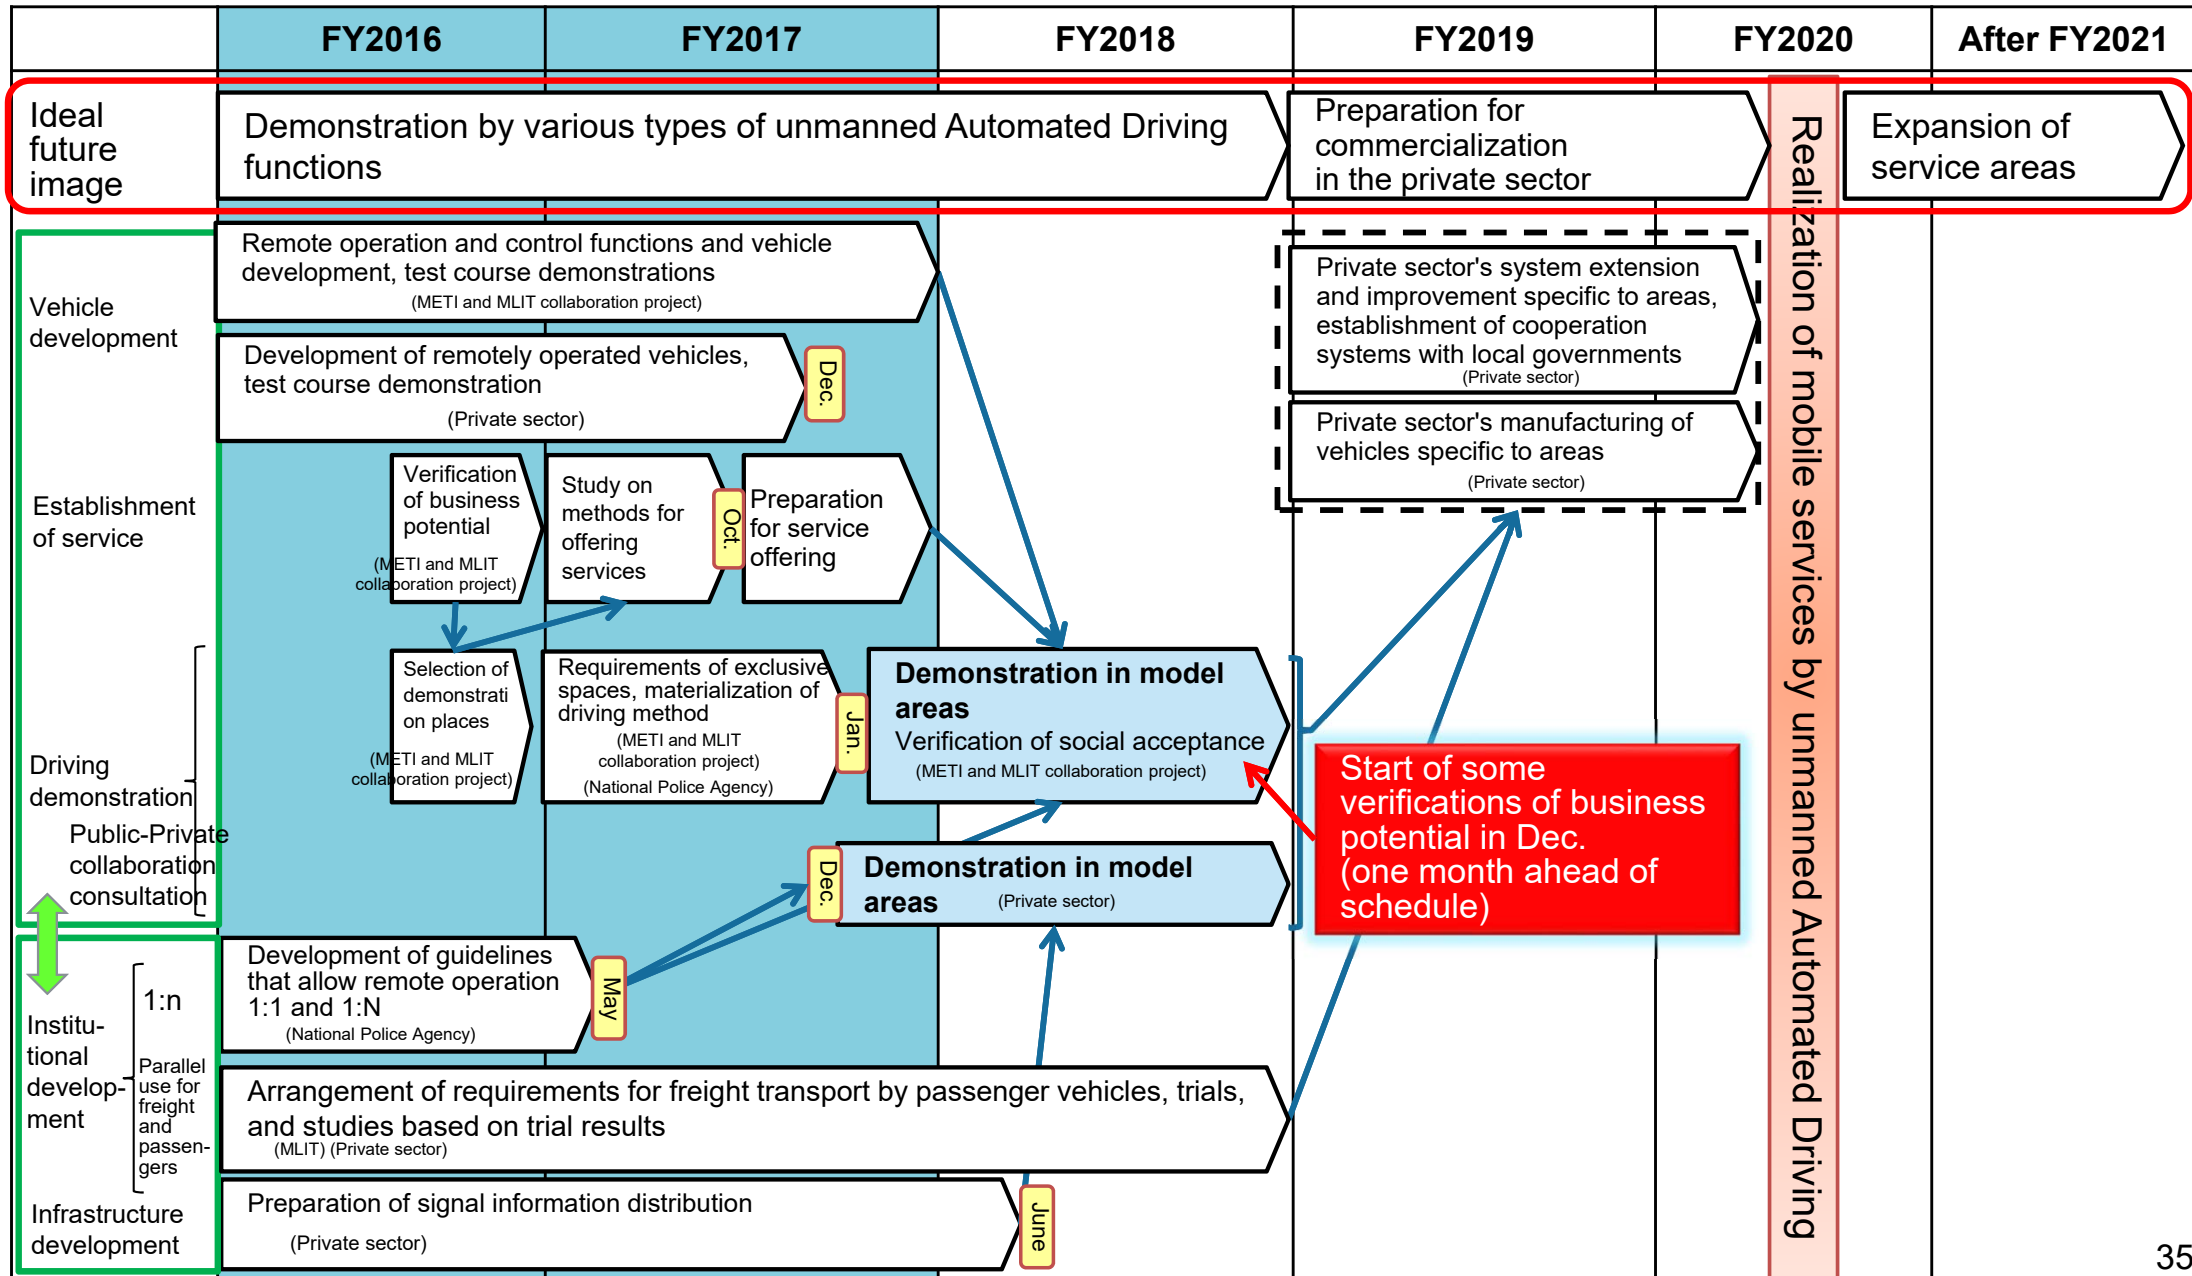 FY2016
FY2017
FY2018
FY2019
FY2020
After FY2021
Ideal
future
image
Demonstration by various types of unmanned Automated Driving
functions
Preparation for
commercialization
in the private sector
Expansion of
service areas
Realization of mobile services by unmanned Automated Driving
Vehicle
development
Remote operation and control functions and vehicle
development, test course demonstrations
(METI and MLIT collaboration project)
Development of remotely operated vehicles,
test course demonstration
(Private sector)
Dec.
Private sector's system extension
and improvement specific to areas,
establishment of cooperation
systems with local governments
(Private sector)
Private sector's manufacturing of
vehicles specific to areas
(Private sector)
Establishment
of service
Verification
of business
potential
(METI and MLIT
collaboration project)
Study on
methods for
offering
services
Oct.
Preparation
for service
offering
Driving
demonstration
Public-Private
collaboration
consultation
Selection of
demonstrati
on places
(METI and MLIT
collaboration project)
Requirements of exclusive
spaces, materialization of
driving method
(METI and MLIT
collaboration project)
(National Police Agency)
Jan.
Demonstration in model
areas
Verification of social acceptance
(METI and MLIT collaboration project)
Dec.
Demonstration in model
areas (Private sector)
Start of some
verifications of business
potential in Dec.
(one month ahead of
schedule)
Institu-
tional
develop-
ment
1:n
Parallel
use for
freight
and
passen-
gers
Development of guidelines
that allow remote operation
1:1 and 1:N
(National Police Agency)
May
Arrangement of requirements for freight transport by passenger vehicles, trials,
and studies based on trial results
(MLIT) (Private sector)
Infrastructure
development
Preparation of signal information distribution
(Private sector)
June
35